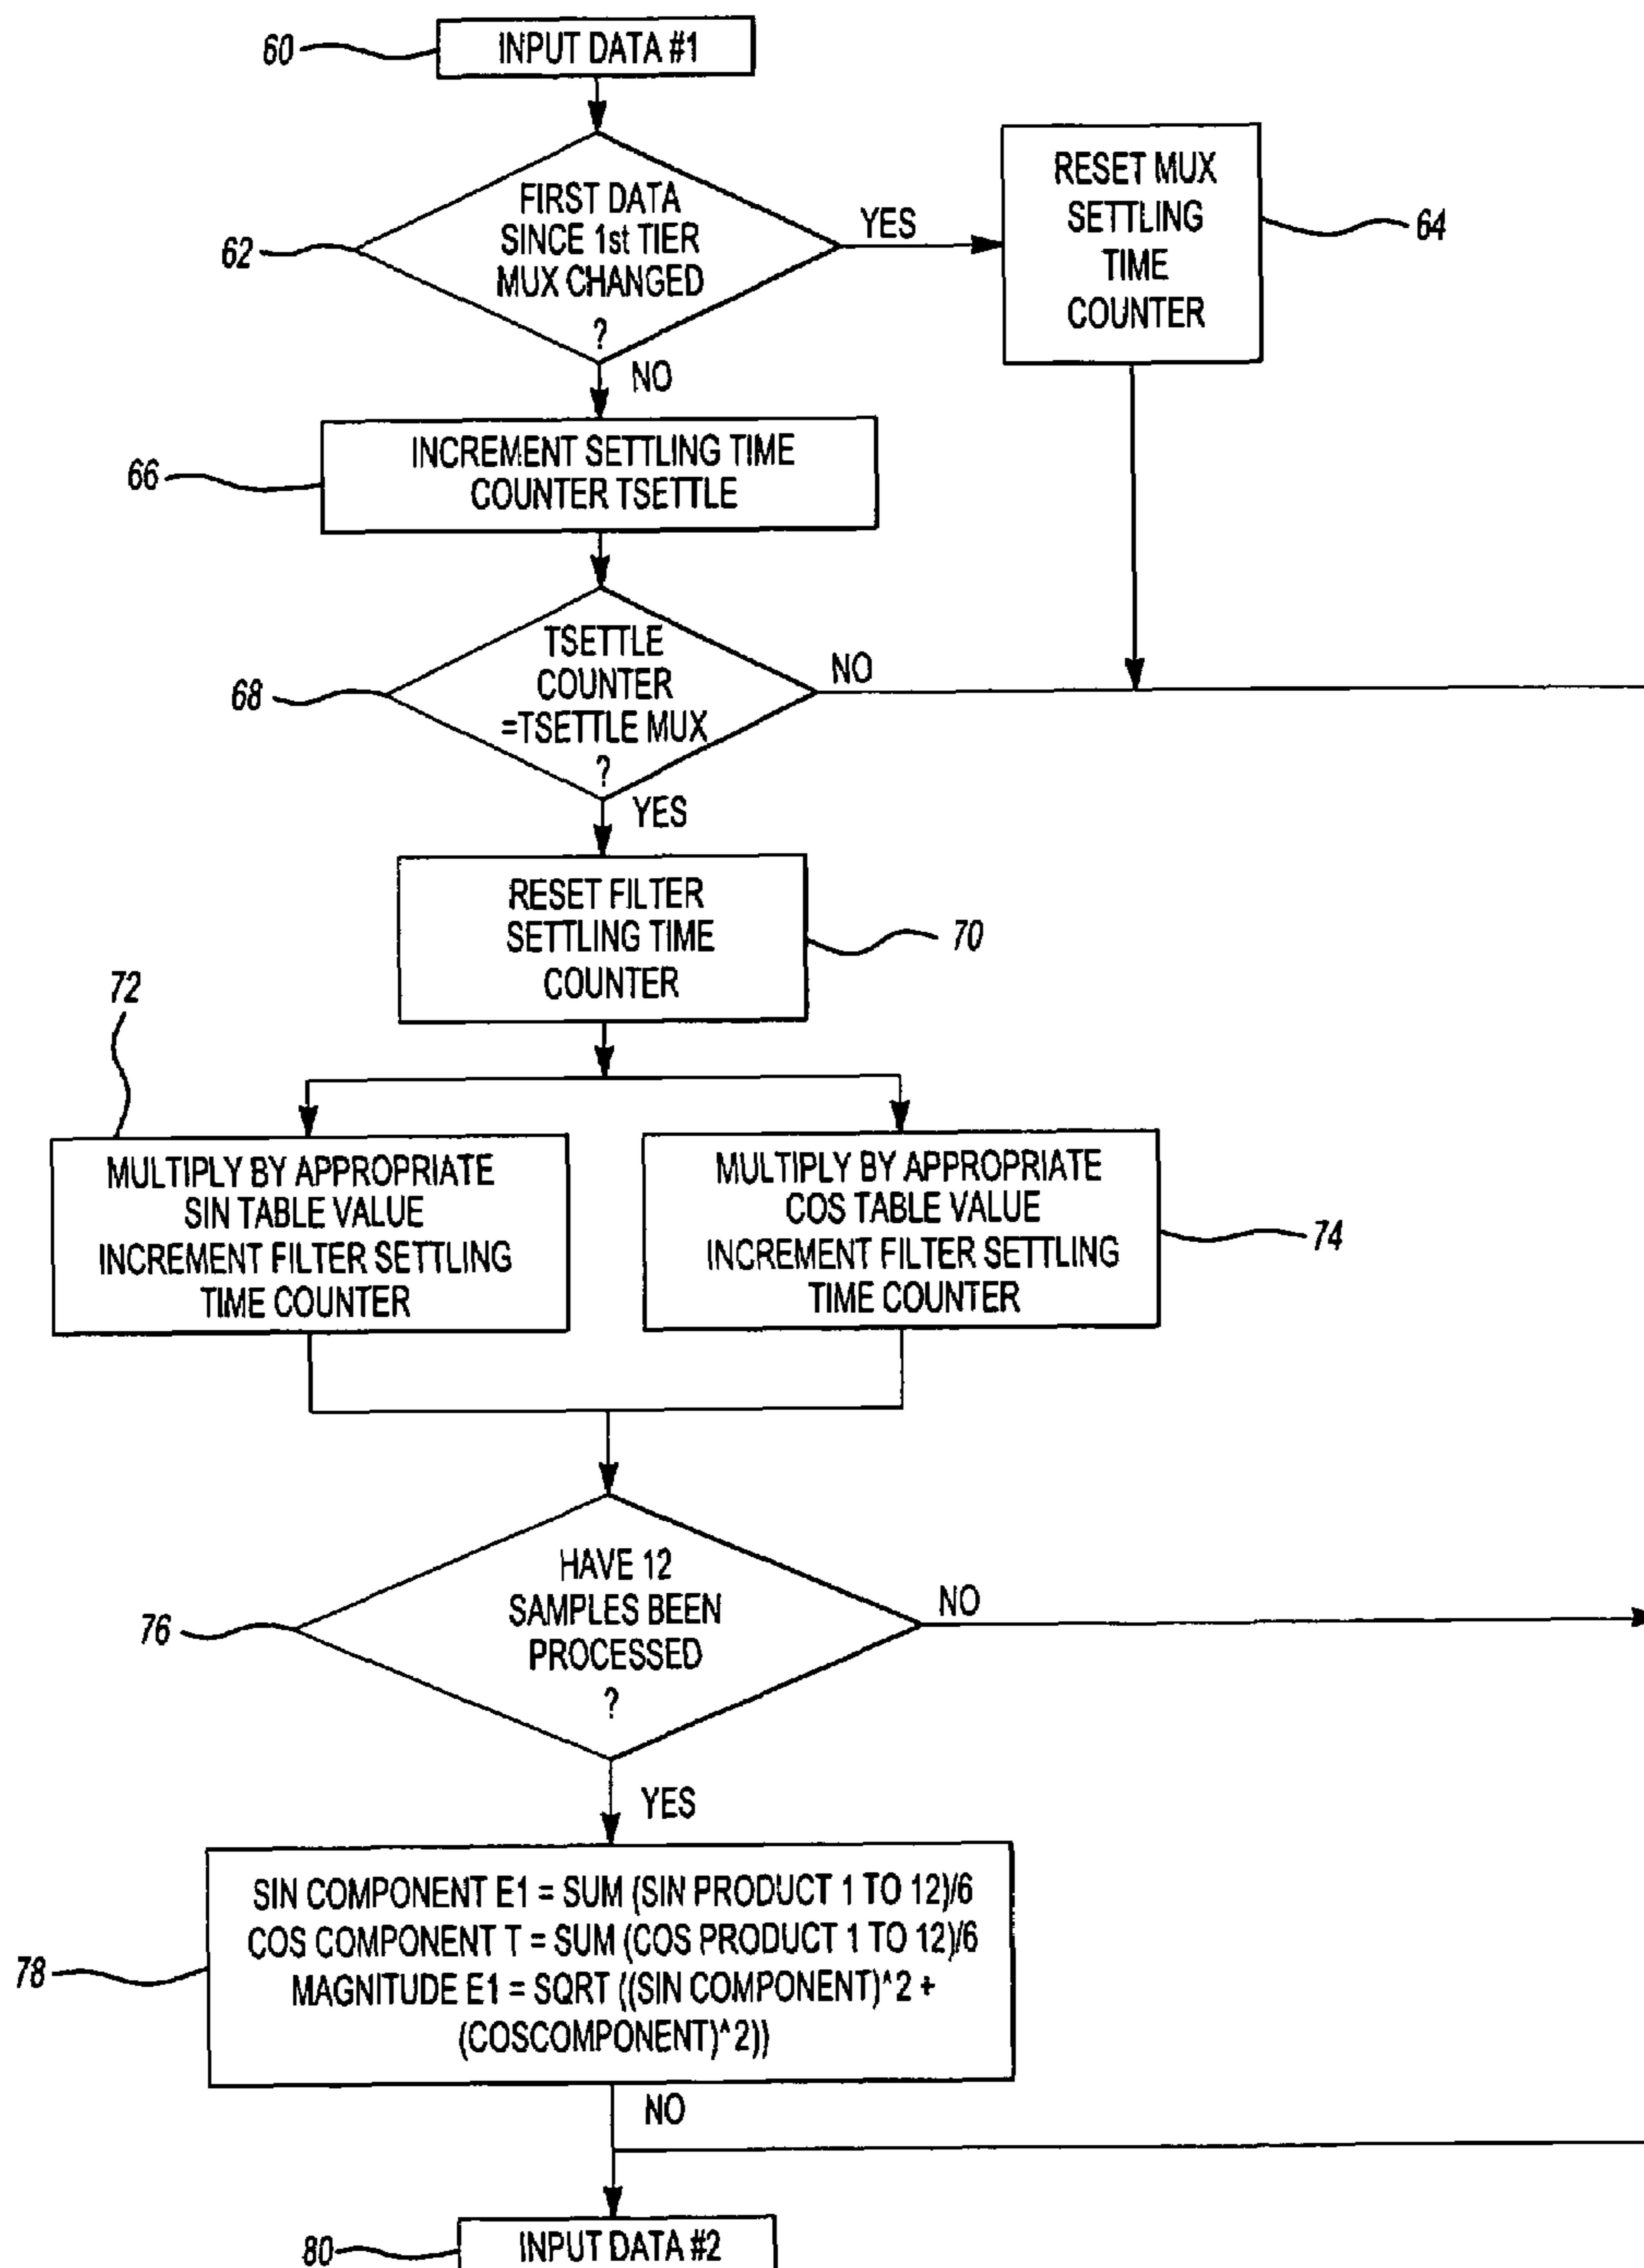 60
INPUT DATA #1
62
FIRST DATA
SINCE 1st TIER
MUX CHANGED
?
YES
RESET MUX
SETTLING
TIME
COUNTER
64
NO
66
INCREMENT SETTLING TIME
COUNTER TSETTLE
68
TSETTLE
COUNTER
=TSETTLE MUX
?
NO
YES
RESET FILTER
SETTLING TIME
COUNTER
70
72
MULTIPLY BY APPROPRIATE
SIN TABLE VALUE
INCREMENT FILTER SETTLING
TIME COUNTER
MULTIPLY BY APPROPRIATE
COS TABLE VALUE
INCREMENT FILTER SETTLING
TIME COUNTER
74
76
HAVE 12
SAMPLES BEEN
PROCESSED
?
NO
YES
78
SIN COMPONENT E1 = SUM (SIN PRODUCT 1 TO 12)/6
COS COMPONENT T = SUM (COS PRODUCT 1 TO 12)/6
MAGNITUDE E1 = SQRT ((SIN COMPONENT)^2 +
(COSCOMPONENT)^2))
NO
80
INPUT DATA #2